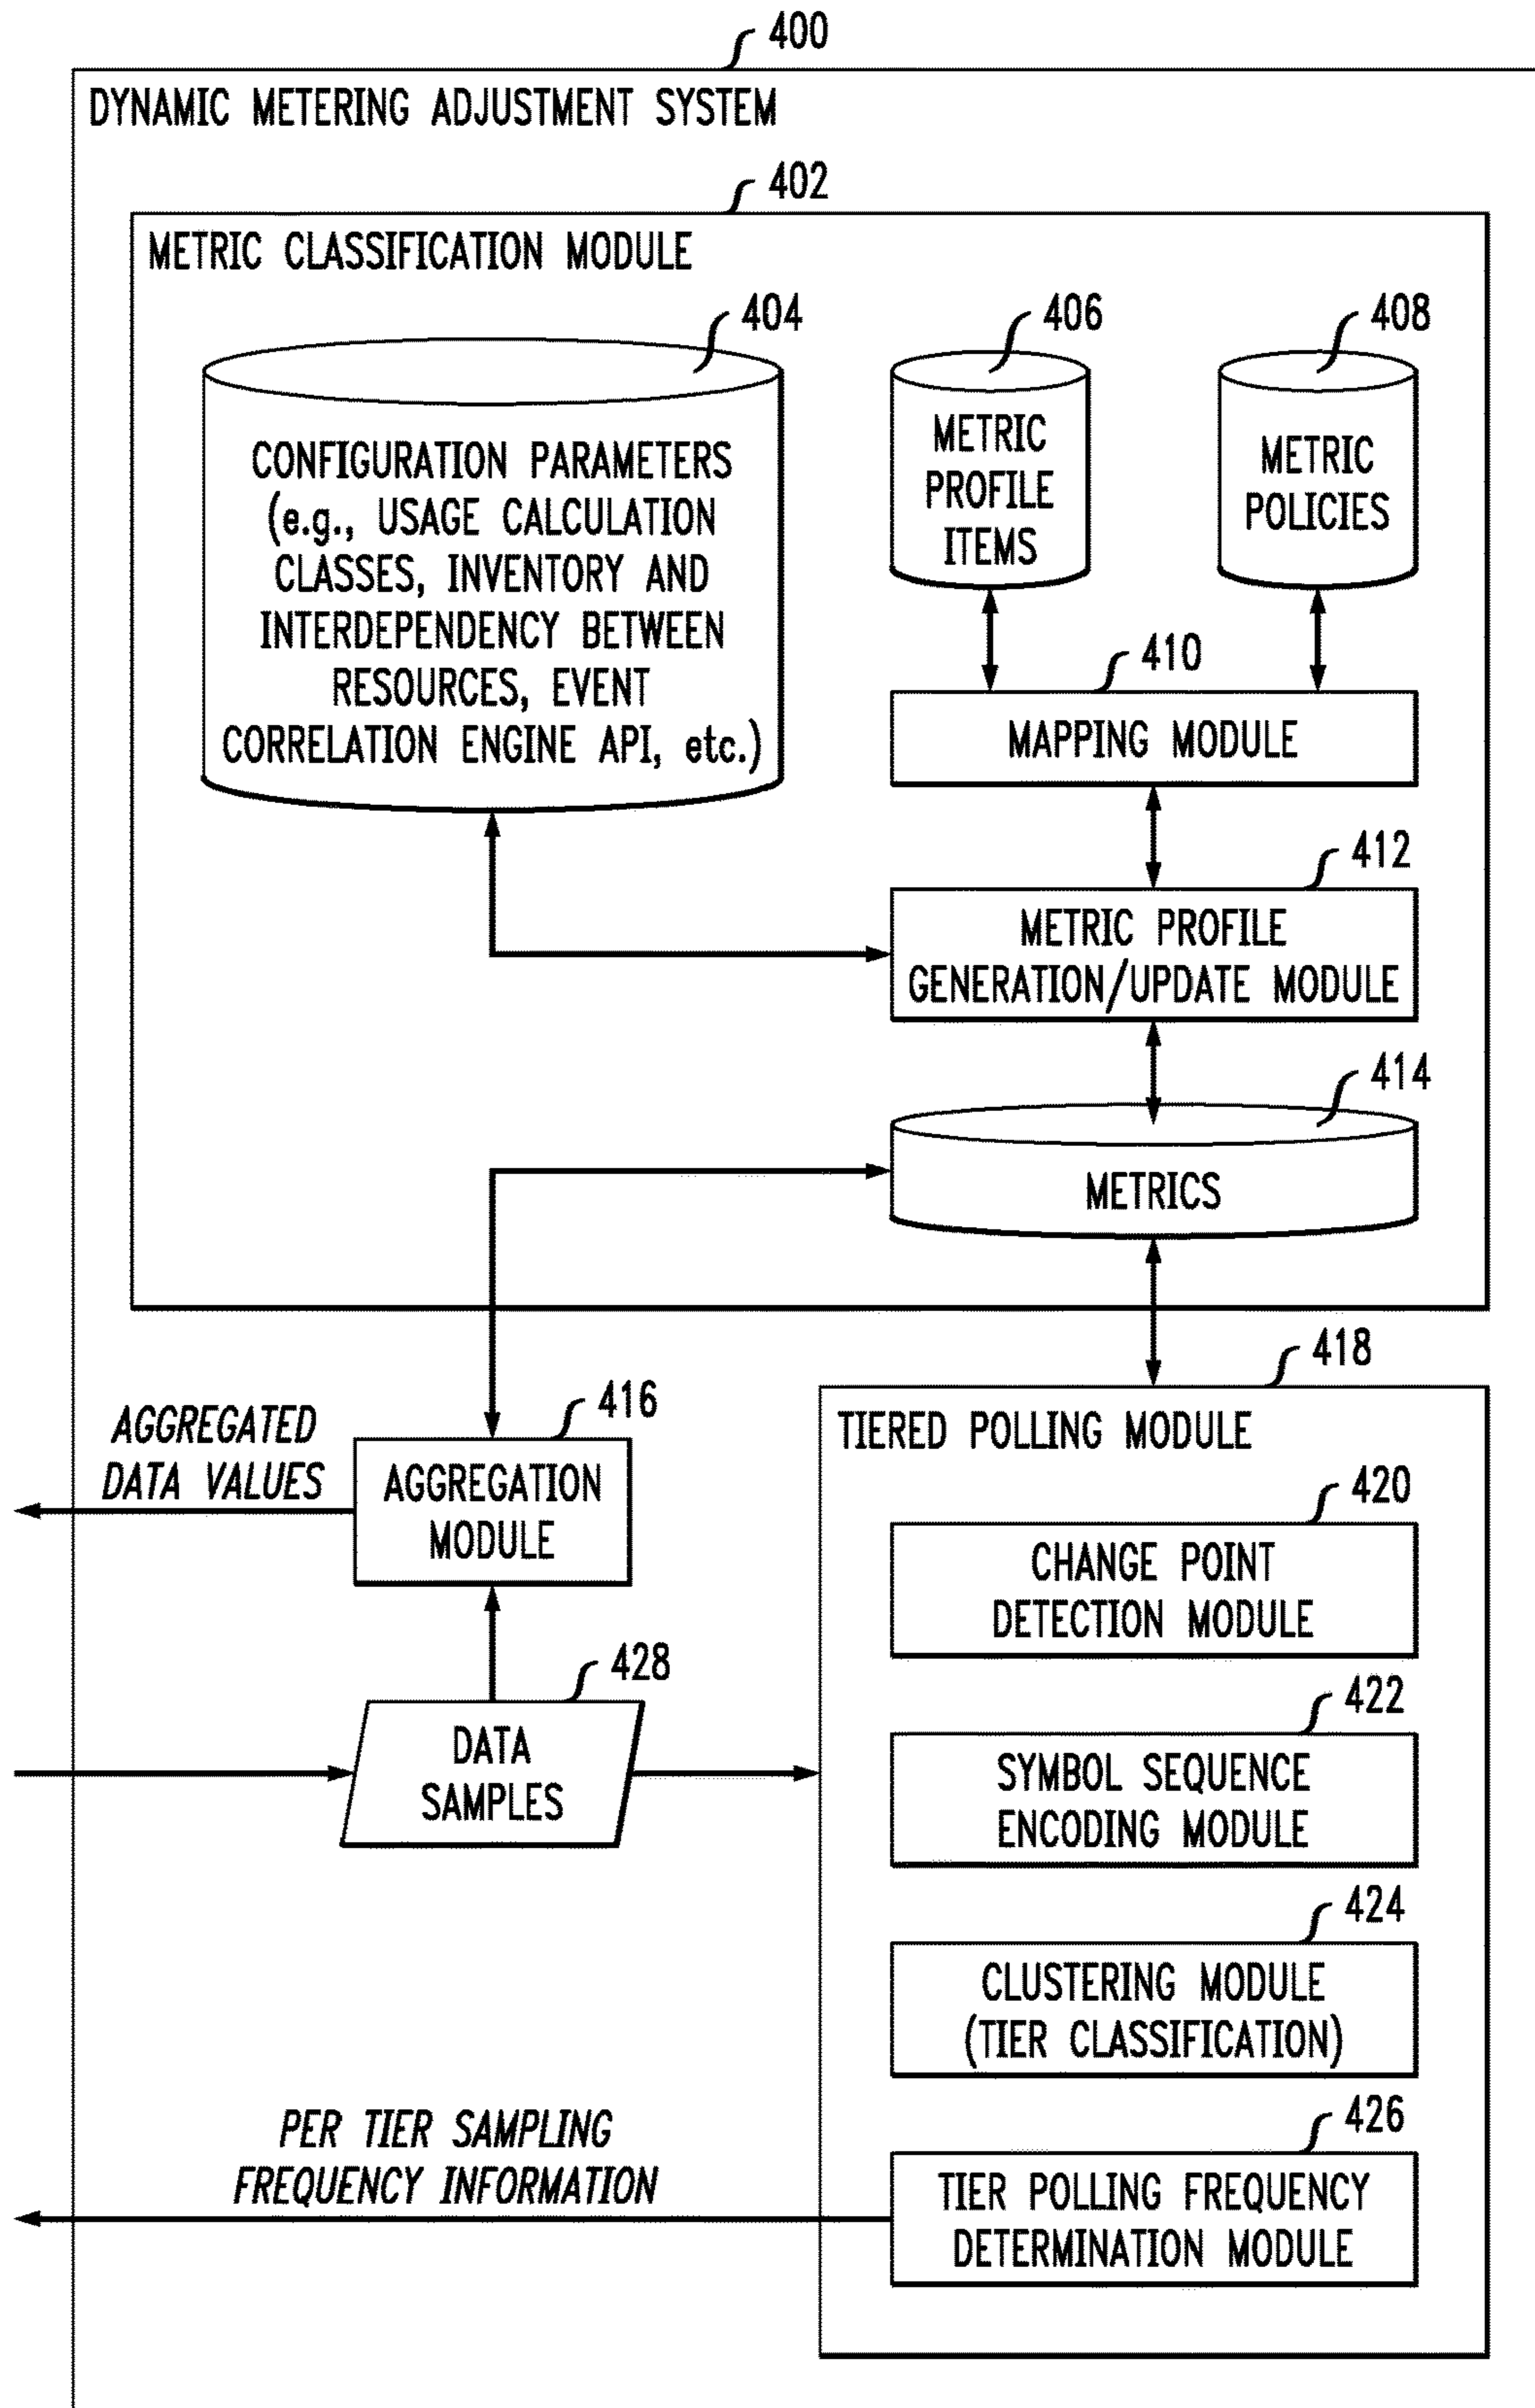 400
DYNAMIC METERING ADJUSTMENT SYSTEM
402
METRIC CLASSIFICATION MODULE
404
CONFIGURATION PARAMETERS
(e.g., USAGE CALCULATION
CLASSES, INVENTORY AND
INTERDEPENDENCY BETWEEN
RESOURCES, EVENT
CORRELATION ENGINE API, etc.)
406
METRIC
PROFILE
ITEMS
408
METRIC
POLICIES
410
MAPPING MODULE
412
METRIC PROFILE
GENERATION/UPDATE MODULE
414
METRICS
416
AGGREGATION
MODULE
AGGREGATED
DATA VALUES
428
DATA
SAMPLES
418
TIERED POLLING MODULE
420
CHANGE POINT
DETECTION MODULE
422
SYMBOL SEQUENCE
ENCODING MODULE
424
CLUSTERING MODULE
(TIER CLASSIFICATION)
426
TIER POLLING FREQUENCY
DETERMINATION MODULE
PER TIER SAMPLING
FREQUENCY INFORMATION